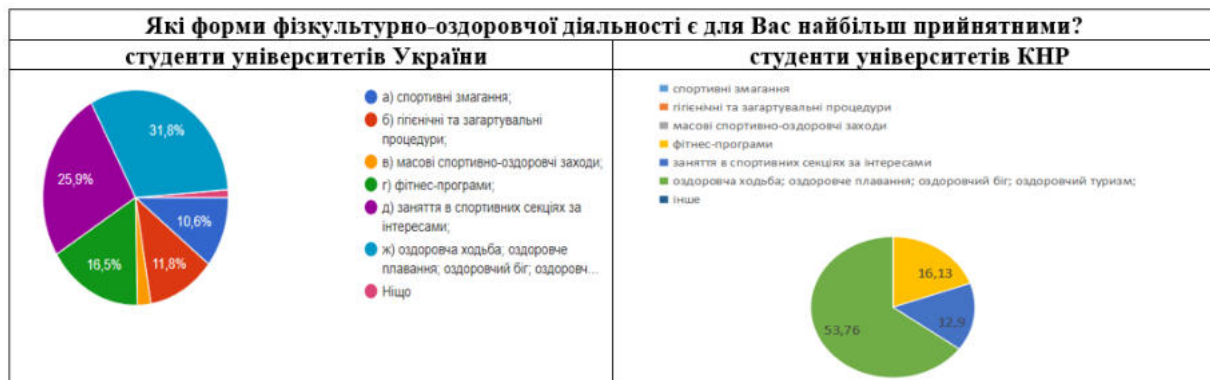 Які форми фізкультурно-оздоровчої діяльності є для Вас найбільш прийнятними?
студенти університетів України
студенти університетів КНР
31,8%
25,9%
10,6%
16,5%
11,8%
а) спортивні змагання;
б) гігієнічні та загартувальні
процедури;
в) масові спортивно-оздоровчі заходи;
г) фітнес-програми;
д) заняття в спортивних секціях за
інтересами;
ж) оздоровча ходьба; оздоровче
плавання; оздоровчий біг; оздоровч...
Ніщо
спортивні змагання
гігієнічні та загартувальні процедури
масові спортивно-оздоровчі заходи
фітнес-програми
заняття в спортивних секціях за інтересами
оздоровча ходьба; оздоровче плавання; оздоровчий біг; оздоровчий туризм;
інше
16,13
12,9
53,76